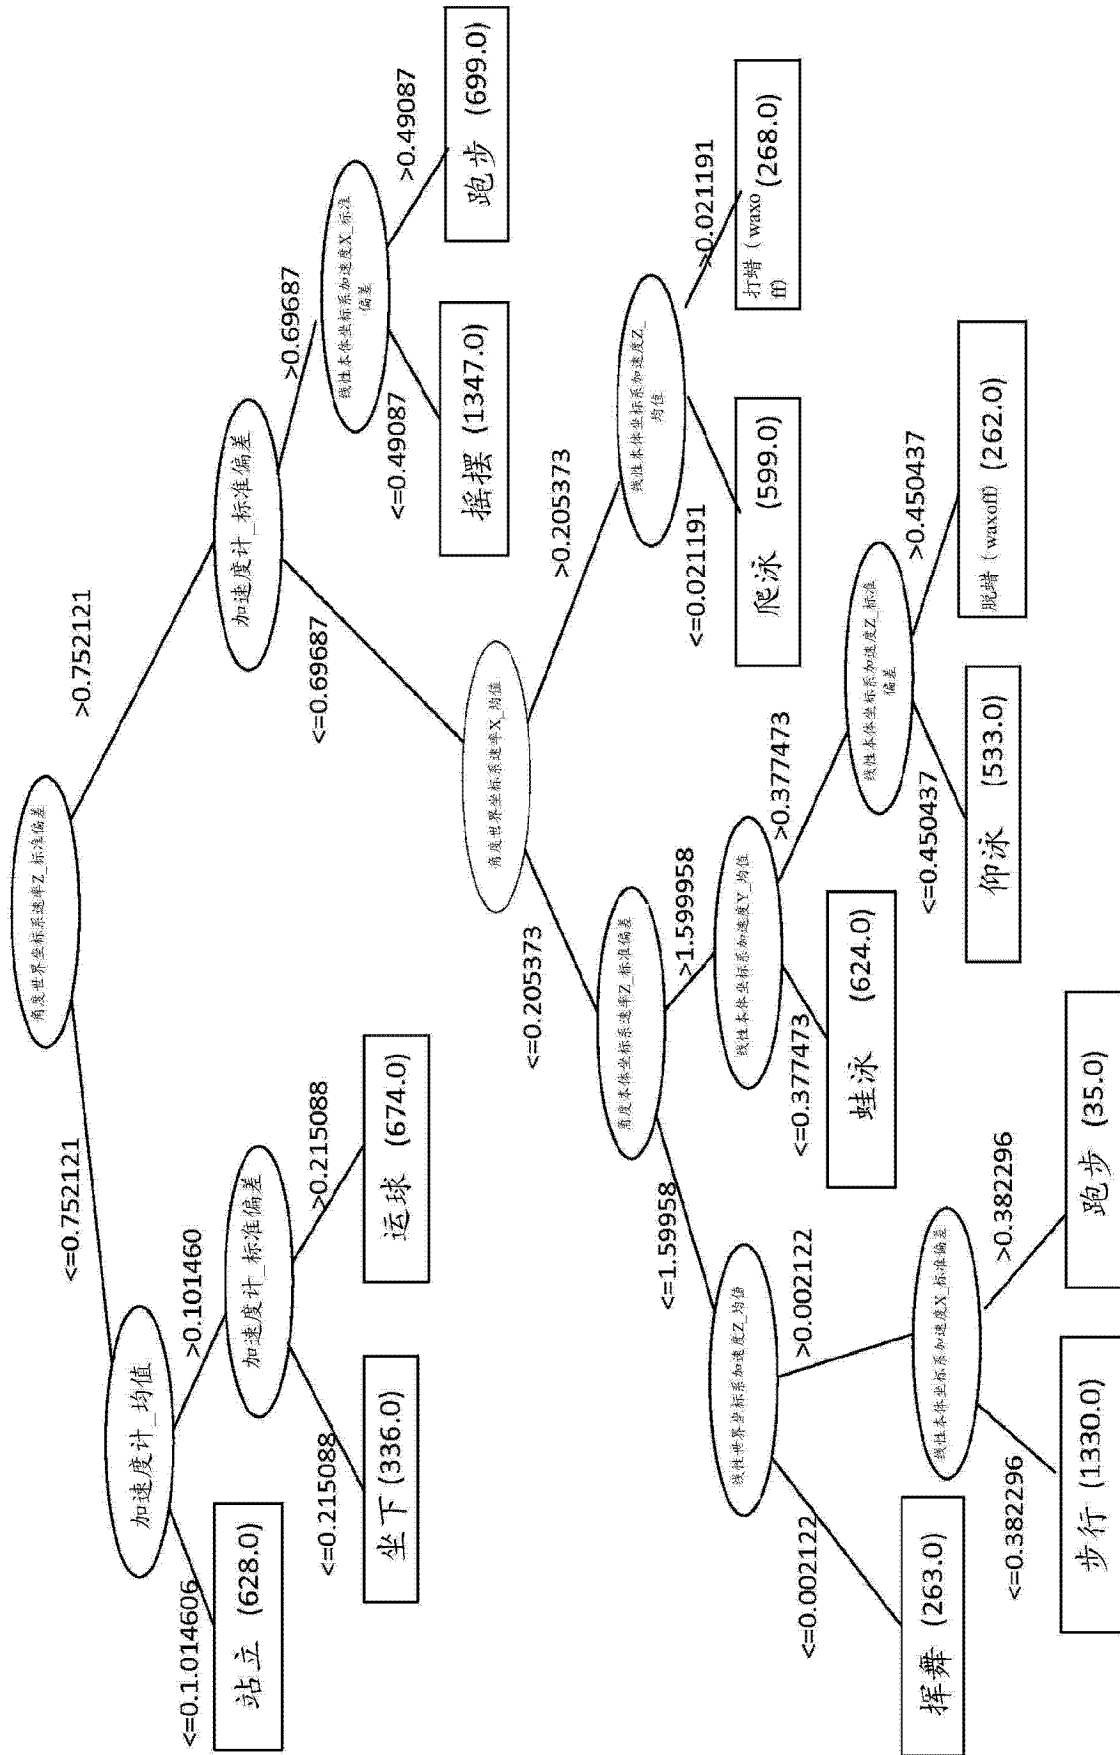 角度世界坐标系速率Z_标准偏差
<=0.752121
>0.752121
加速度计_均值
加速度计_标准偏差
<=0.1.014606
>0.101460
<=0.69687
>0.69687
站立 (628.0)
加速度计_标准偏差
线性本体坐标系加速度X_标准
偏差
<=0.215088
>0.215088
<=0.49087
>0.49087
坐下 (336.0)
运球 (674.0)
摇摆 (1347.0)
跑步 (699.0)
角度世界坐标系速率X_均值
<=0.205373
>0.205373
角度本体坐标系速率Z_标准偏差
线性本体坐标系加速度Z_
均值
<=1.59958
>1.599958
<=0.021191
>0.021191
线性世界坐标系加速度Z_均值
线性本体坐标系加速度Y_均值
爬泳 (599.0)
打蜡（waxo
ff) (268.0)
<=0.002122
>0.002122
<=0.377473
>0.377473
挥舞 (263.0)
线性本体坐标系加速度X_标准偏差
蛙泳 (624.0)
线性本体坐标系加速度Z_标准
偏差
<=0.382296
>0.382296
<=0.450437
>0.450437
步行 (1330.0)
跑步 (35.0)
仰泳 (533.0)
脱蜡（waxoff) (262.0)